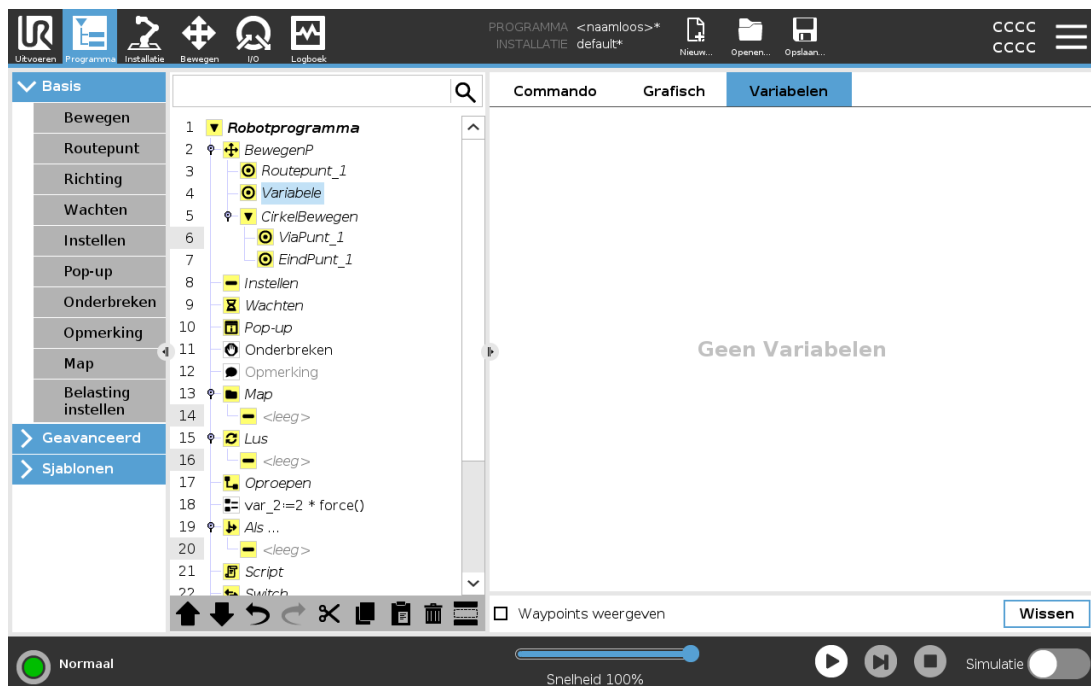 UR
PROGRAMMA <naamloos>*
INSTALLATIE default*
CCCC
CCCC
Uitvoeren Programma Installatie Bewegen I/O Logboek Nieuw... Openen... Opslaan...
Basis
Bewegen
Routepunt
Richting
Wachten
Instellen
Pop-up
Onderbreken
Opmerking
Map
Belasting
instellen
Geavanceerd
Sjablonen
1 Robotprogramma
2 BewegenP
3 Routepunt_1
4 Variabele
5 CirkelBewegen
6 ViaPunt_1
7 EindPunt_1
8 Instellen
9 Wachten
10 Pop-up
11 Onderbreken
12 Opmerking
13 Map
14 <leeg>
15 Lus
16 <leeg>
17 Oproepen
18 var_2:=2 * force()
19 Als ...
20 <leeg>
21 Script
22 Switch
Commando Grafisch Variabelen
Geen Variabelen
Waypoints weergeven
Wissen
Normaal
Snelheid 100%
Simulatie